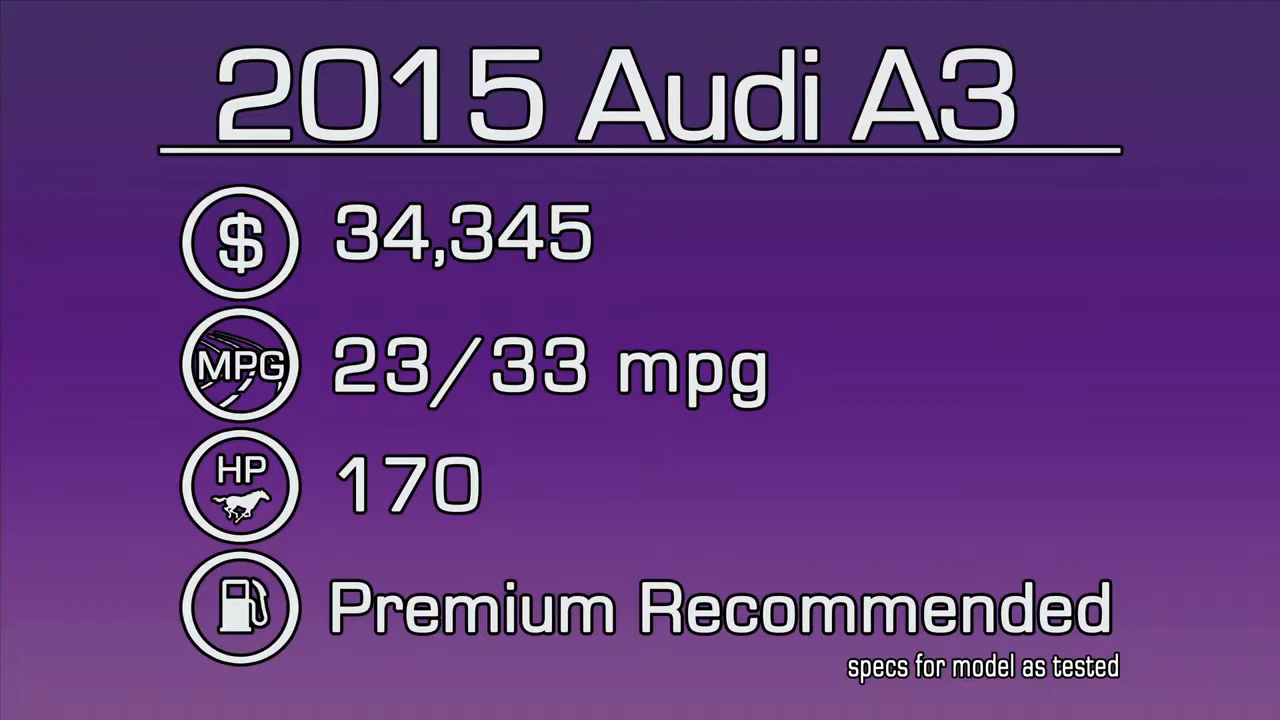 2015 Audi A3
$ 34,345
MPG 23/33 mpg
HP 170
Premium Recommended
specs for model as tested